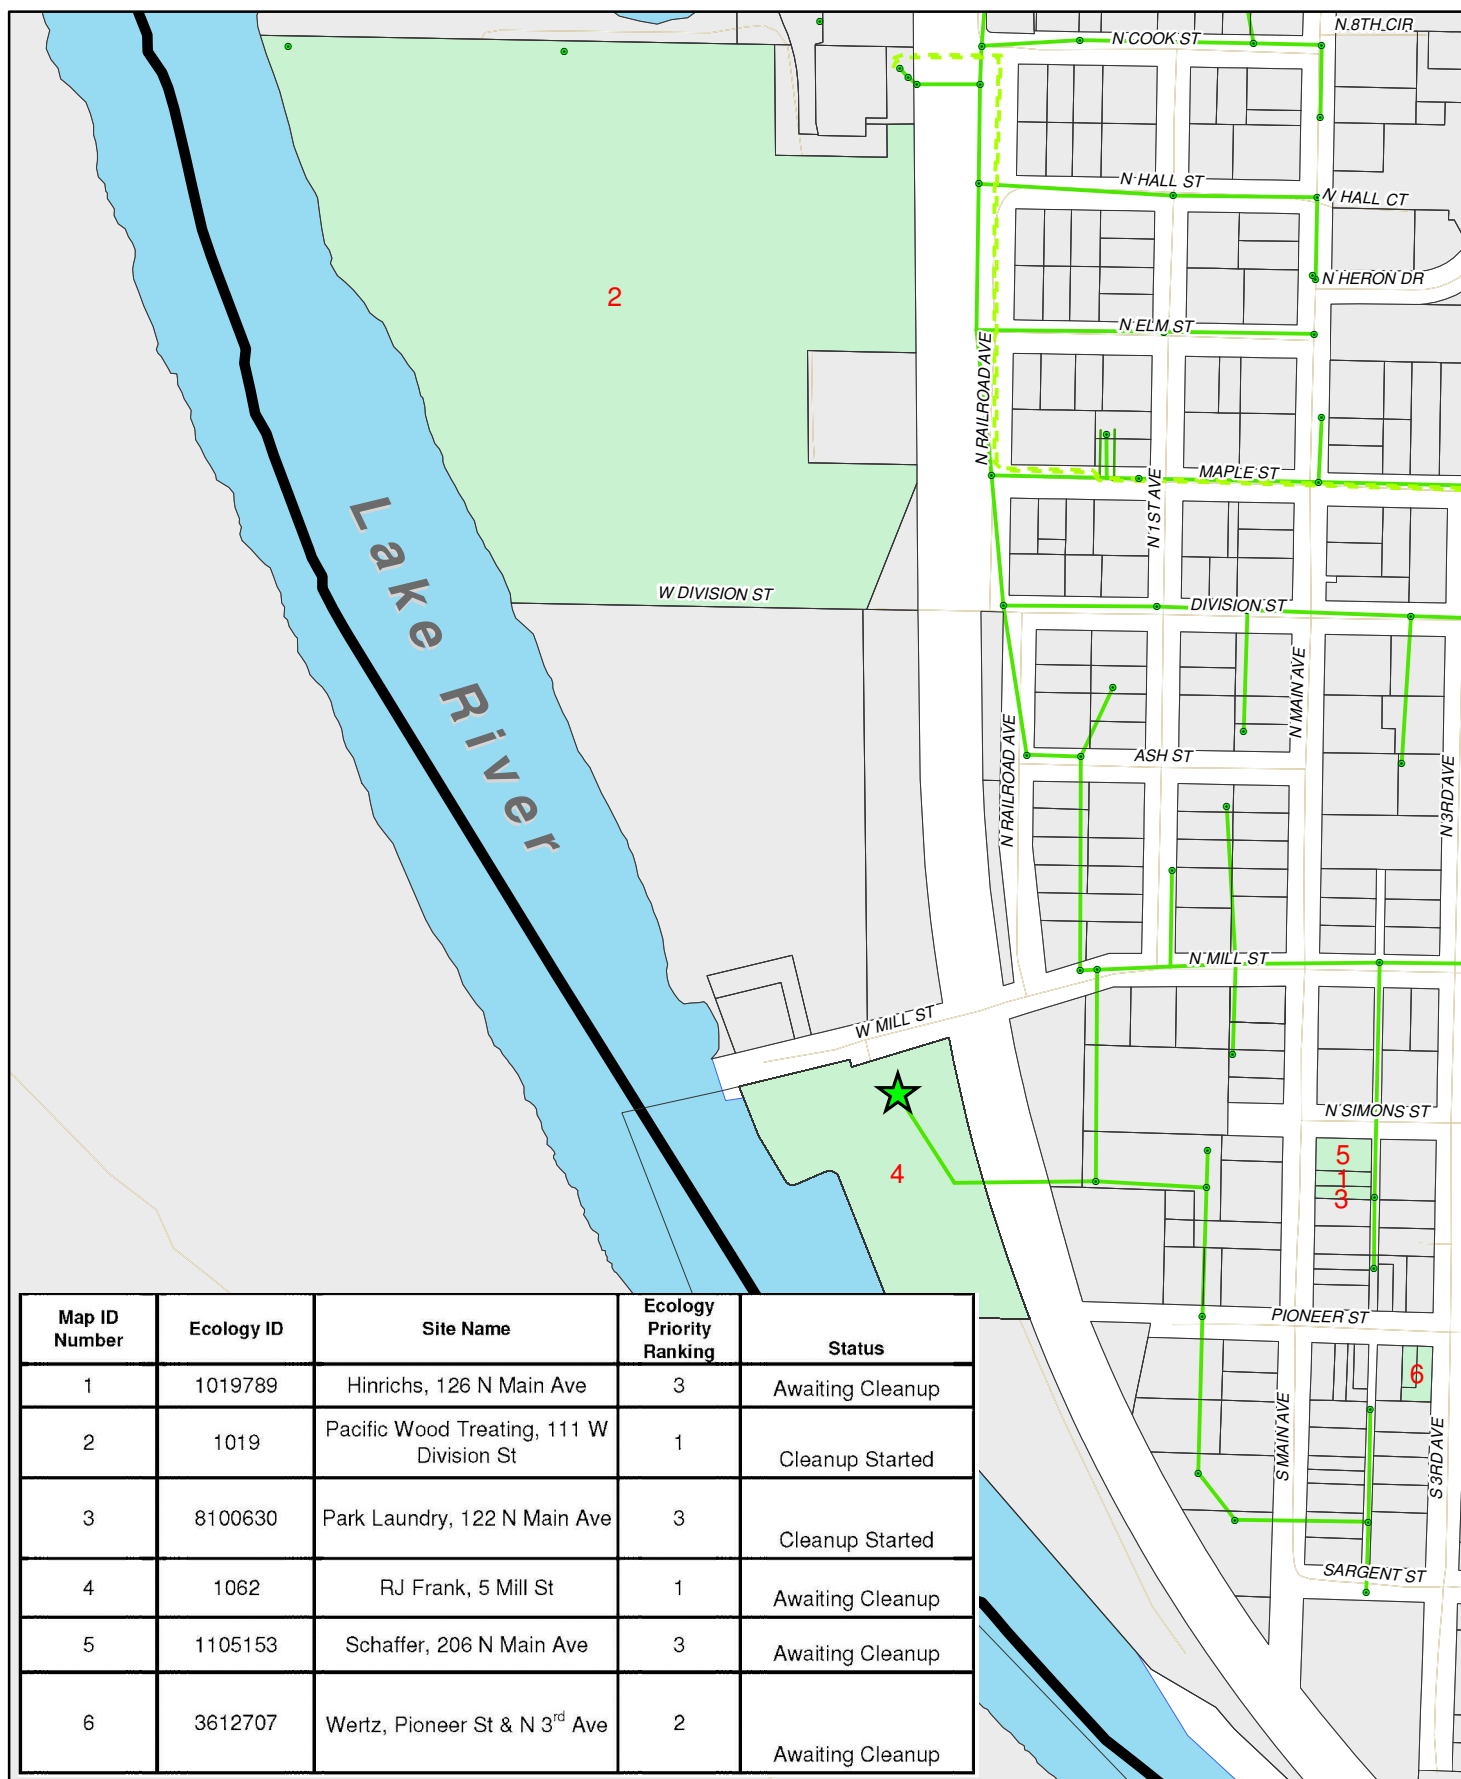 N 8TH CIR
N COOK ST
N HALL ST
N HALL CT
N HERON DR
2
N ELM ST
N RAILROAD AVE
MAPLE ST
N 1ST AVE
Lake River
W DIVISION ST
DIVISION ST
N MAIN AVE
N RAILROAD AVE
ASH ST
N 3RD AVE
N MILL ST
W MILL ST
N SIMONS ST
5
1
3
4
PIONEER ST
6
S MAIN AVE
S 3RD AVE
SARGENT ST
Map ID Number Ecology ID Site Name Ecology Priority Ranking Status
1 1019789 Hinrichs, 126 N Main Ave 3 Awaiting Cleanup
2 1019 Pacific Wood Treating, 111 W Division St 1 Cleanup Started
3 8100630 Park Laundry, 122 N Main Ave 3 Cleanup Started
4 1062 RJ Frank, 5 Mill St 1 Awaiting Cleanup
5 1105153 Schaffer, 206 N Main Ave 3 Awaiting Cleanup
6 3612707 Wertz, Pioneer St & N 3rd Ave 2 Awaiting Cleanup